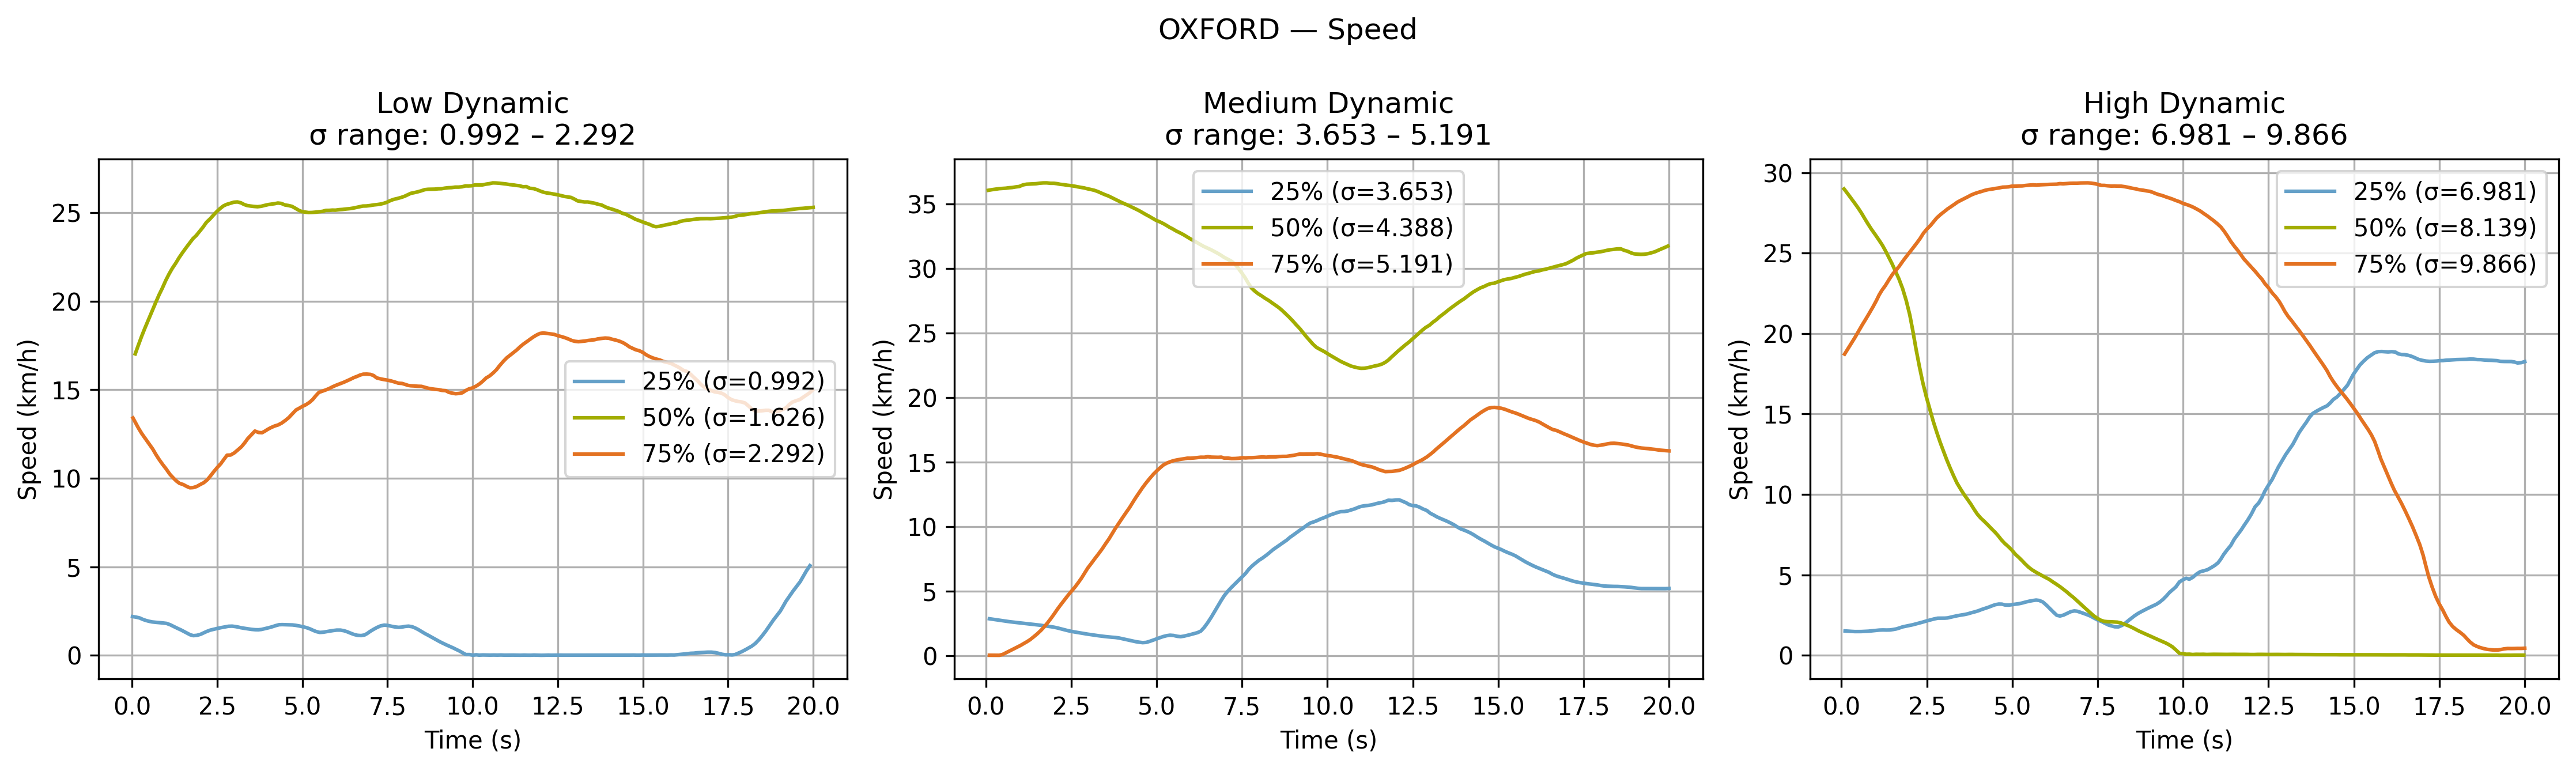 OXFORD — Speed
Low Dynamic
σ range: 0.992 – 2.292
Speed (km/h)
25
20
15
10
5
0
25% (σ=0.992)
50% (σ=1.626)
75% (σ=2.292)
0.0 2.5 5.0 7.5 10.0 12.5 15.0 17.5 20.0
Time (s)
Medium Dynamic
σ range: 3.653 – 5.191
Speed (km/h)
35
30
25
20
15
10
5
0
25% (σ=3.653)
50% (σ=4.388)
75% (σ=5.191)
0.0 2.5 5.0 7.5 10.0 12.5 15.0 17.5 20.0
Time (s)
High Dynamic
σ range: 6.981 – 9.866
Speed (km/h)
30
25
20
15
10
5
0
25% (σ=6.981)
50% (σ=8.139)
75% (σ=9.866)
0.0 2.5 5.0 7.5 10.0 12.5 15.0 17.5 20.0
Time (s)